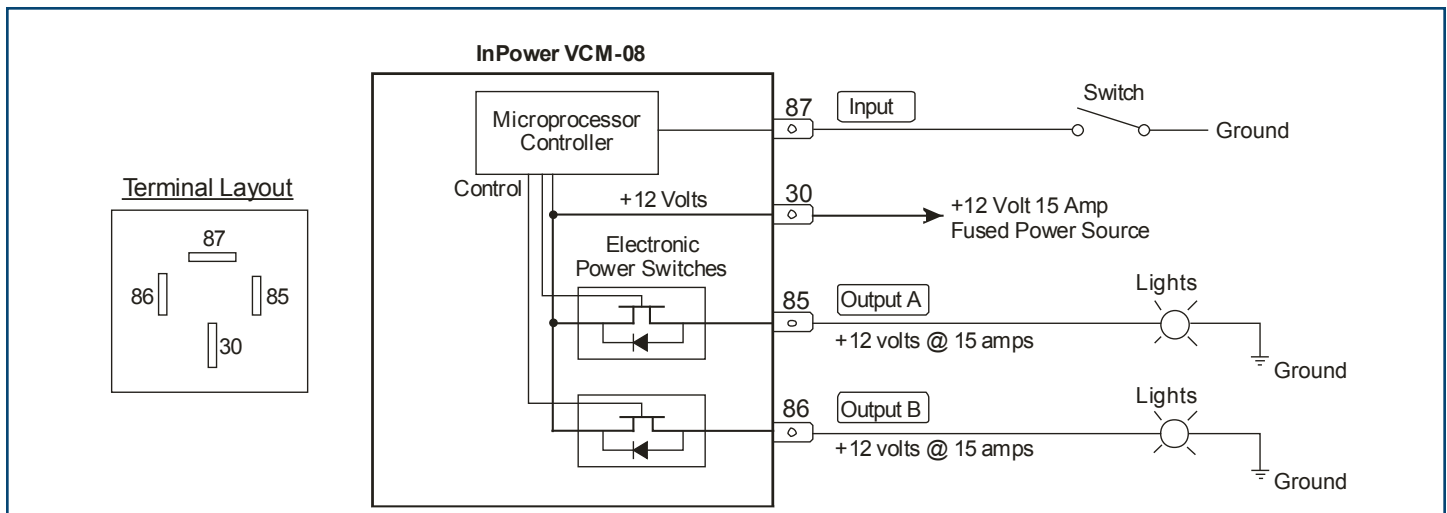 InPower VCM-08
Microprocessor
Controller
Control
+12 Volts
Electronic
Power Switches
Terminal Layout
87
86
85
30
87
Input
Switch
Ground
30
+12 Volt 15 Amp
Fused Power Source
85
Output A
+12 volts @ 15 amps
Lights
Ground
86
Output B
+12 volts @ 15 amps
Lights
Ground